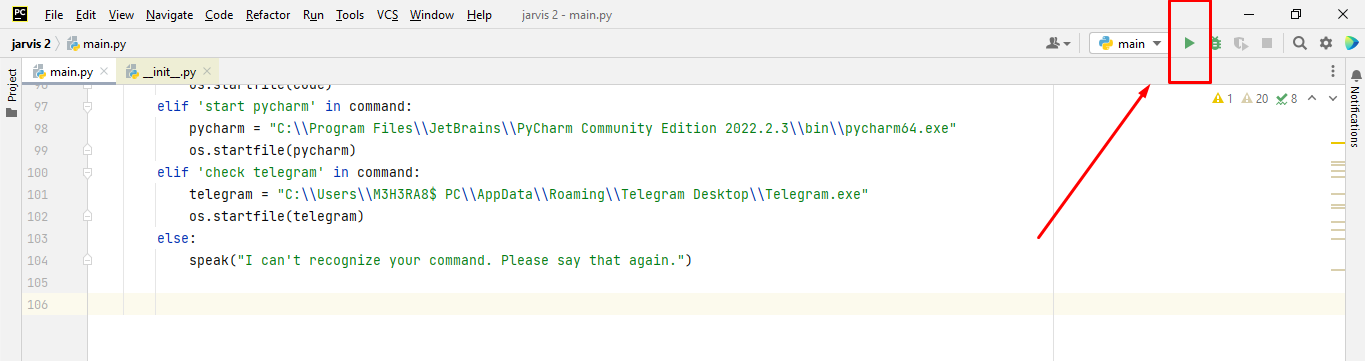 PC
File Edit View Navigate Code Refactor Run Tools VCS Window Help jarvis 2 - main.py
jarvis 2 main.py
main
main.py __init__.py
Project
Notifications
1 20 8
96 os.startfile(code)
97 elif 'start pycharm' in command:
98 pycharm = "C:\\Program Files\\JetBrains\\PyCharm Community Edition 2022.2.3\\bin\\pycharm64.exe"
99 os.startfile(pycharm)
100 elif 'check telegram' in command:
101 telegram = "C:\\Users\\M3H3RA8$ PC\\AppData\\Roaming\\Telegram Desktop\\Telegram.exe"
102 os.startfile(telegram)
103 else:
104 speak("I can't recognize your command. Please say that again.")
105
106